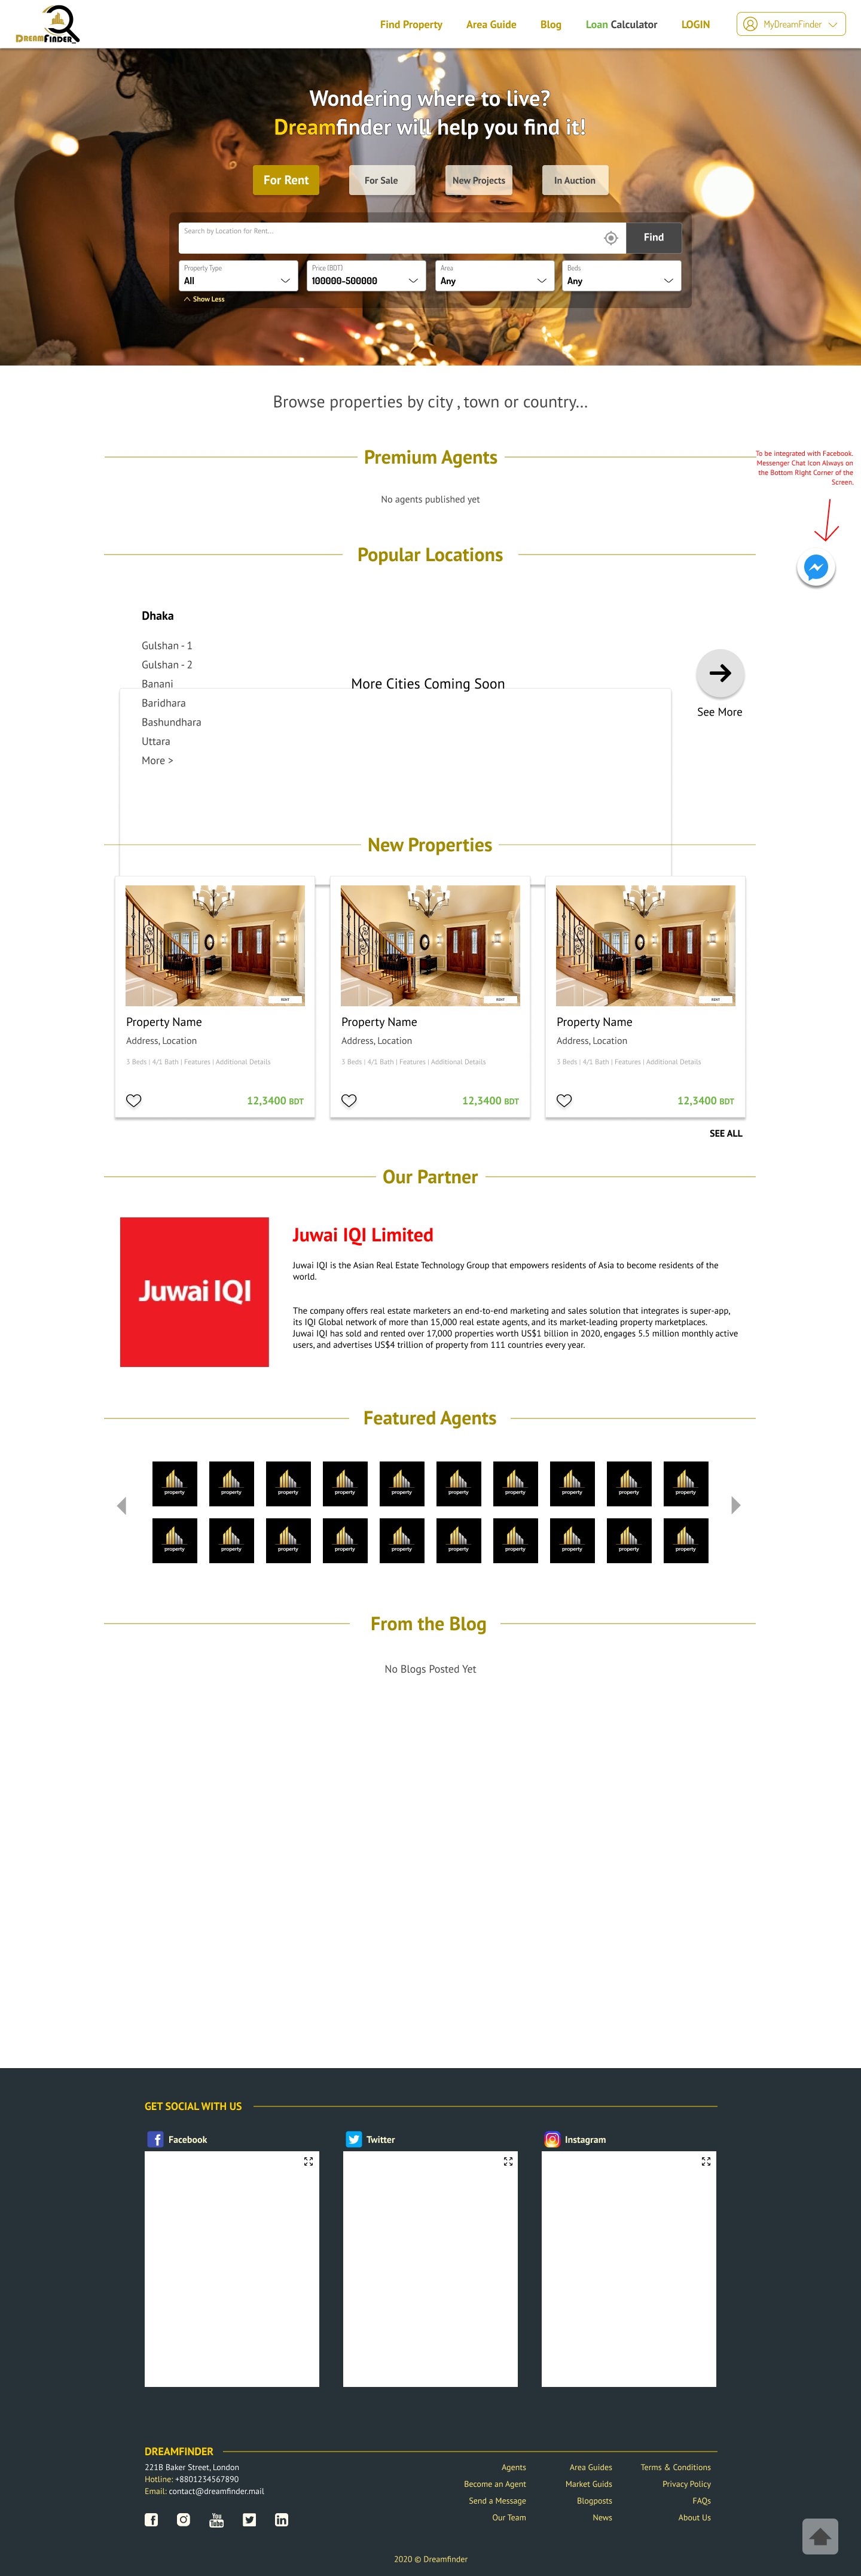 DREAMFINDER
Find Property
Area Guide
Blog
Loan Calculator
LOGIN
MyDreamFinder
Wondering where to live?
Dreamfinder will help you find it!
For Rent
For Sale
New Projects
In Auction
Search by Location for Rent...
Find
Property Type
All
Price (BDT)
100000-500000
Area
Any
Beds
Any
Show Less
Browse properties by city , town or country...
Premium Agents
To be integrated with Facebook.
Messenger Chat Icon Always on
the Bottom Right Corner of the
Screen.
No agents published yet
Popular Locations
Dhaka
Gulshan - 1
Gulshan - 2
Banani
Baridhara
Bashundhara
Uttara
More >
More Cities Coming Soon
See More
New Properties
RENT
Property Name
Address, Location
3 Beds | 4/1 Bath | Features | Additional Details
12,3400 BDT
RENT
Property Name
Address, Location
3 Beds | 4/1 Bath | Features | Additional Details
12,3400 BDT
RENT
Property Name
Address, Location
3 Beds | 4/1 Bath | Features | Additional Details
12,3400 BDT
SEE ALL
Our Partner
Juwai IQI
Juwai IQI Limited
Juwai IQI is the Asian Real Estate Technology Group that empowers residents of Asia to become residents of the
world.
The company offers real estate marketers an end-to-end marketing and sales solution that integrates is super-app,
its IQI Global network of more than 15,000 real estate agents, and its market-leading property marketplaces.
Juwai IQI has sold and rented over 17,000 properties worth US$1 billion in 2020, engages 5.5 million monthly active
users, and advertises US$4 trillion of property from 111 countries every year.
Featured Agents
property property property property property property property property property property
property property property property property property property property property property
From the Blog
No Blogs Posted Yet
GET SOCIAL WITH US
Facebook
Twitter
Instagram
DREAMFINDER
221B Baker Street, London
Hotline: +8801234567890
Email: contact@dreamfinder.mail
You Tube
Agents
Become an Agent
Send a Message
Our Team
Area Guides
Market Guids
Blogposts
News
Terms & Conditions
Privacy Policy
FAQs
About Us
2020 © Dreamfinder